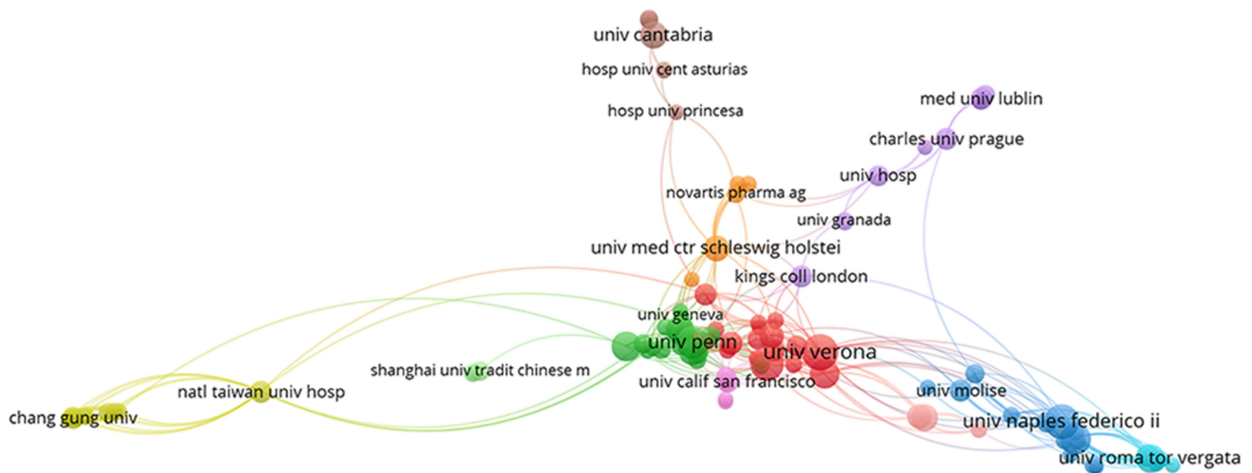 univ cantabria
hosp univ cent asturias
hosp univ princesa
med univ lublin
charles univ prague
univ hosp
novartis pharma ag
univ granada
univ med ctr schleswig holstei
kings coll london
univ geneva
univ penn
univ verona
shanghai univ tradit chinese m
univ calif san francisco
natl taiwan univ hosp
univ molise
chang gung univ
univ naples federico ii
univ roma tor vergata